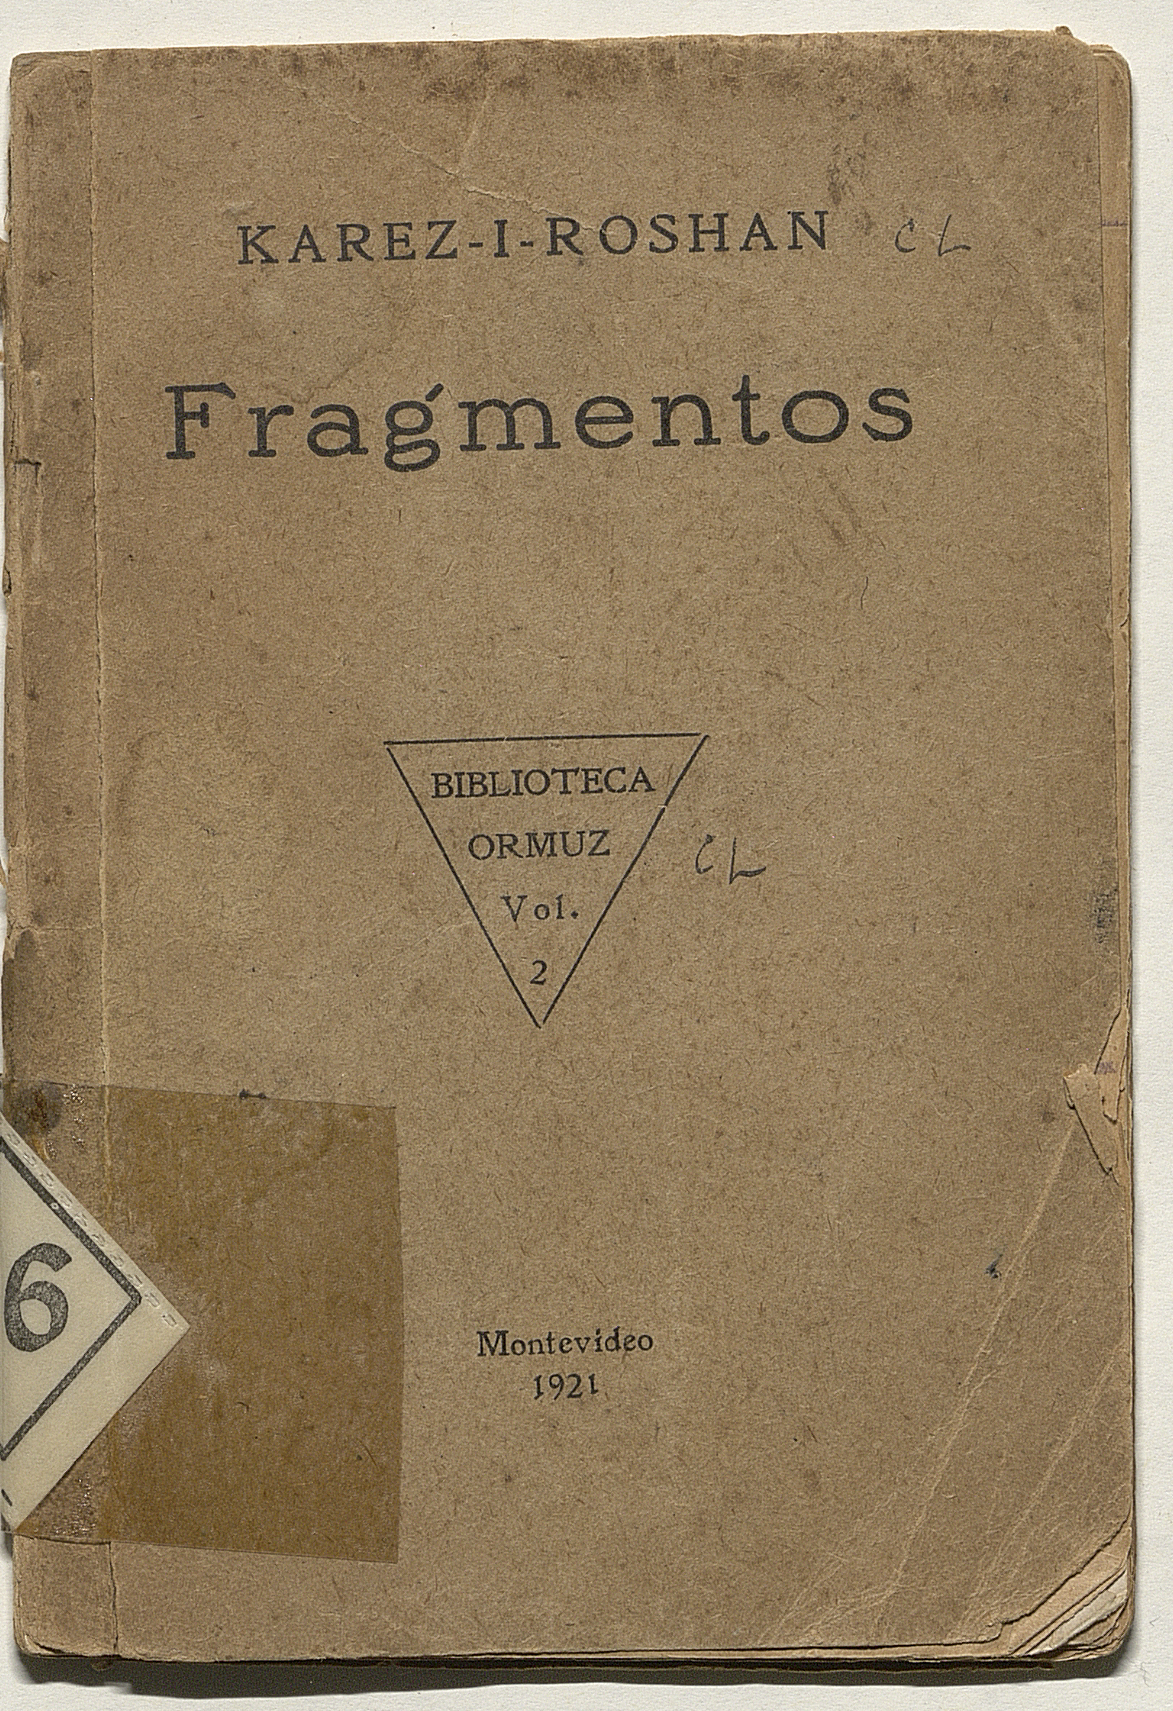 KAREZ-I-ROSHAN CL
Fragmentos
BIBLIOTECA
ORMUZ
CL
Vol.
2
6
Montevideo
1921